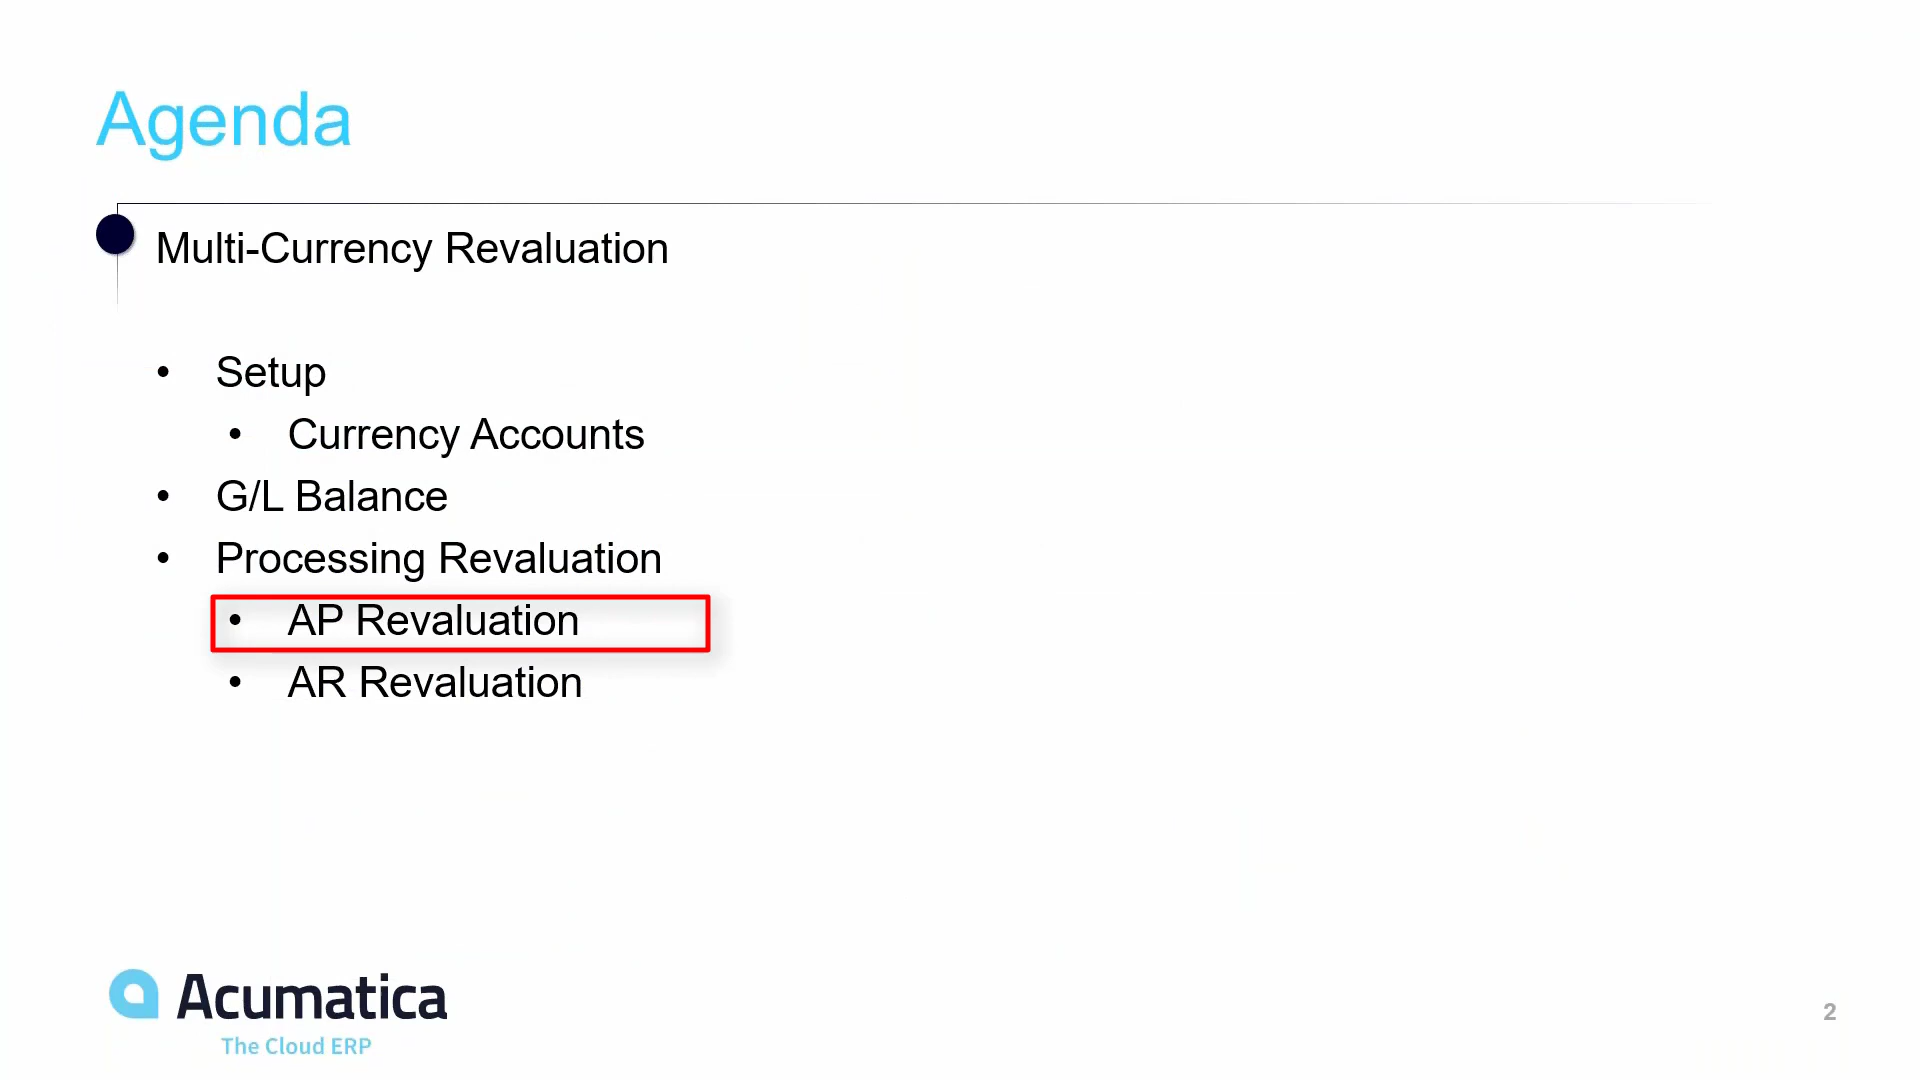 Agenda
Multi-Currency Revaluation
• Setup
• Currency Accounts
• G/L Balance
• Processing Revaluation
• AP Revaluation
• AR Revaluation
Acumatica
The Cloud ERP
2